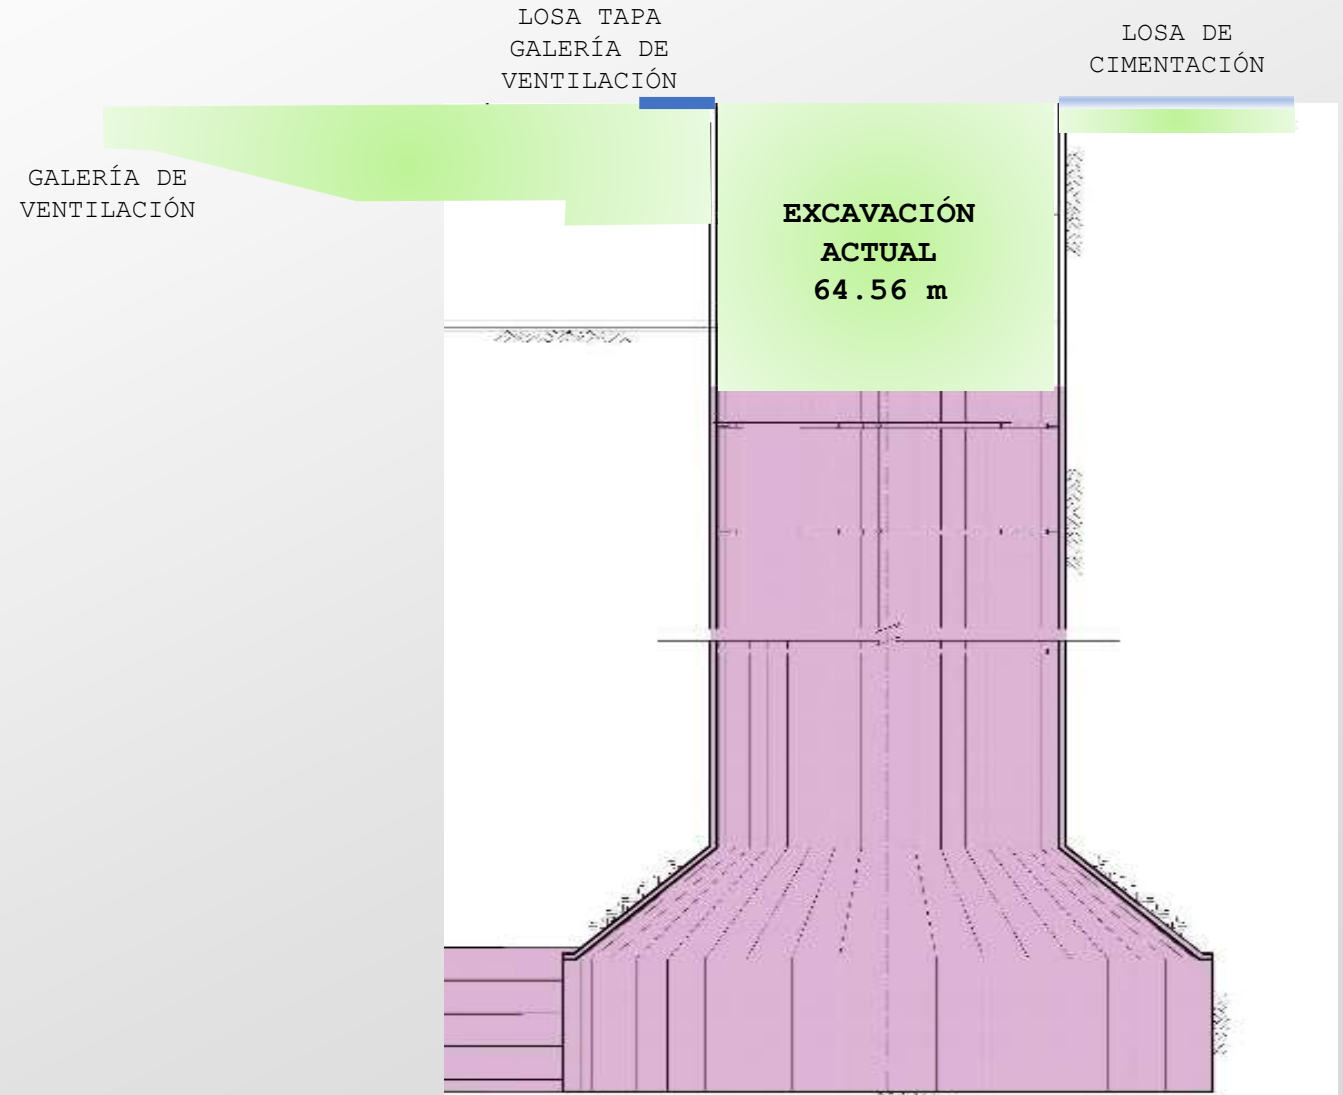 LOSA TAPA
GALERÍA DE
VENTILACIÓN
LOSA DE
CIMENTACIÓN
GALERÍA DE
VENTILACIÓN
EXCAVACIÓN
ACTUAL
64.56 m